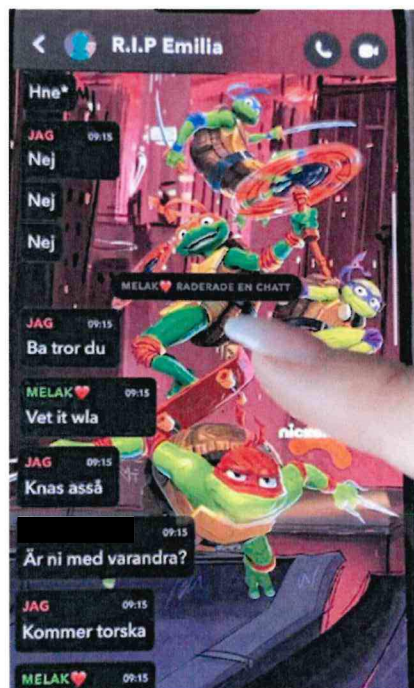 R.I.P Emilia
Hne*
JAG 09:15
Nej
Nej
Nej
MELAK❤️ RADERADE EN CHATT
JAG 09:15
Ba tror du
MELAK❤️ 09:15
Vet it wla
JAG 09:15
Knas asså
09:15
Är ni med varandra?
JAG 09:15
Kommer torska
MELAK❤️ 09:15